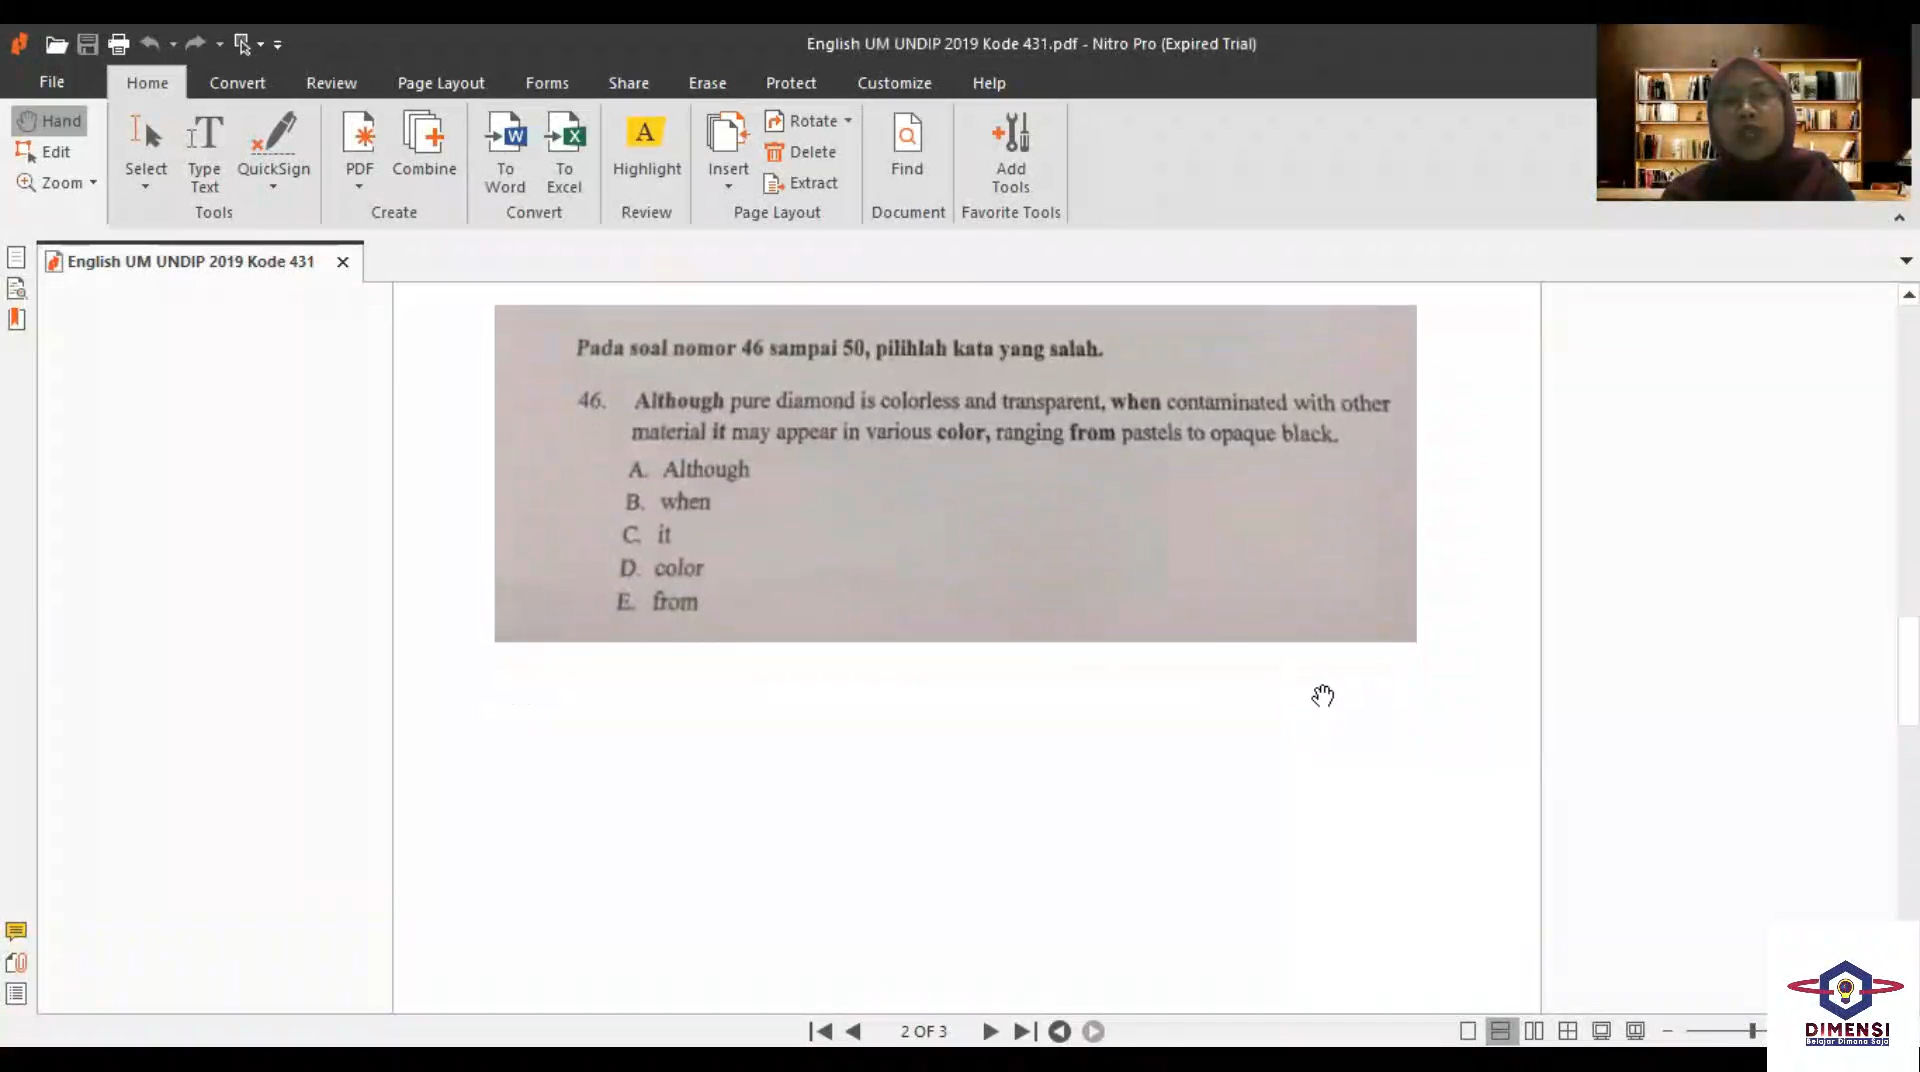 English UM UNDIP 2019 Kode 431.pdf - Nitro Pro (Expired Trial)
File Home Convert Review Page Layout Forms Share Erase Protect Customize Help
Hand
Edit
Zoom
Select
Type Text
QuickSign
Tools
PDF
Combine
Create
To Word
To Excel
Convert
Highlight
Review
Insert
Rotate
Delete
Extract
Page Layout
Find
Document
Add Tools
Favorite Tools
English UM UNDIP 2019 Kode 431
Pada soal nomor 46 sampai 50, pilihlah kata yang salah.
46. Although pure diamond is colorless and transparent, when contaminated with other
material it may appear in various color, ranging from pastels to opaque black.
A. Although
B. when
C. it
D. color
E. from
2 OF 3
DIMENSI
Belajar Dimana Saja